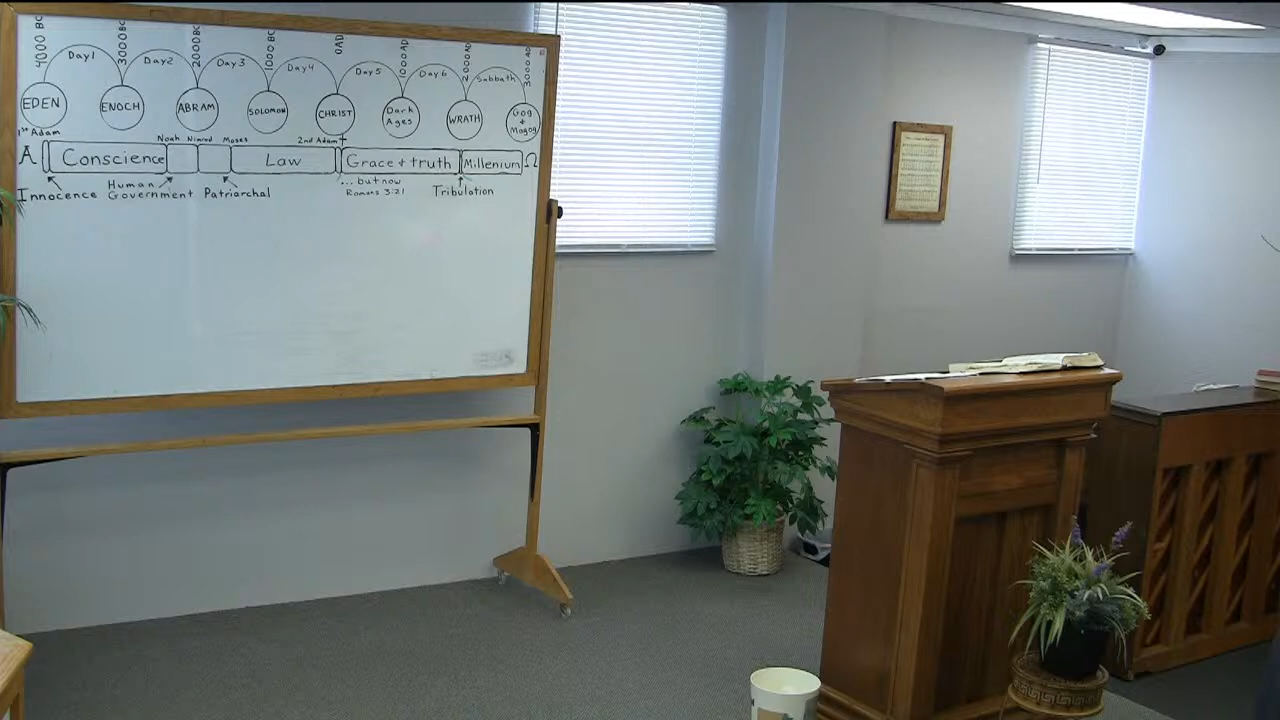 4000 BC 3000 BC 2000 BC 1000 BC 0 AD 1000 AD 2000 AD 3000 AD
Day 1 Day 2 Day 3 Day 4 Day 5 Day 6 Sabbath
EDEN ENOCH ABRAM SOLOMON CHRIST Dark Ages WRATH Gog + Magog
1st Adam Noah Nimrod Moses 2nd Adam
A Conscience Law Grace + truth Millenium Ω
Innocence Human Government Patriarchal ...but now Romans 3:21 Tribulation